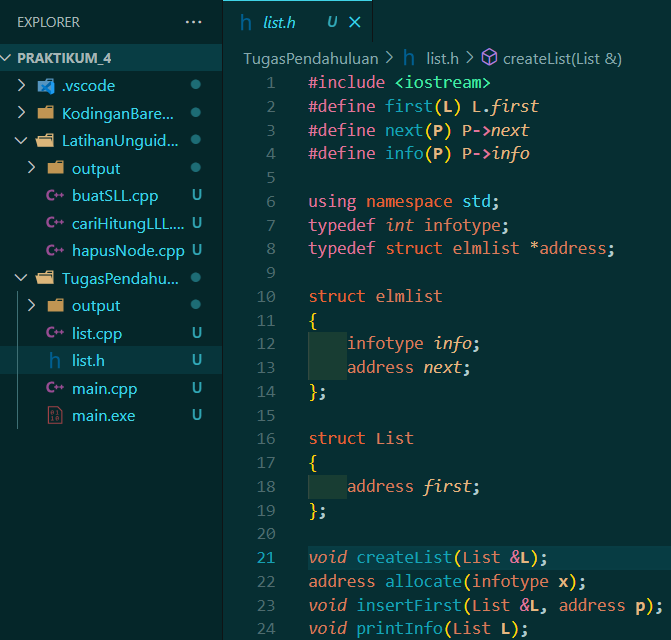 EXPLORER ...
PRAKTIKUM_4
.vscode
KodinganBare...
LatihanUnguid...
output
buatSLL.cpp U
cariHitungLLL.... U
hapusNode.cpp U
TugasPendahu...
output
list.cpp U
list.h U
main.cpp U
main.exe U
list.h U
TugasPendahuluan > list.h > createList(List &)
1 #include <iostream>
2 #define first(L) L.first
3 #define next(P) P->next
4 #define info(P) P->info
5
6 using namespace std;
7 typedef int infotype;
8 typedef struct elmlist *address;
9
10 struct elmlist
11 {
12 infotype info;
13 address next;
14 };
15
16 struct List
17 {
18 address first;
19 };
20
21 void createList(List &L);
22 address allocate(infotype x);
23 void insertFirst(List &L, address p);
24 void printInfo(List L);